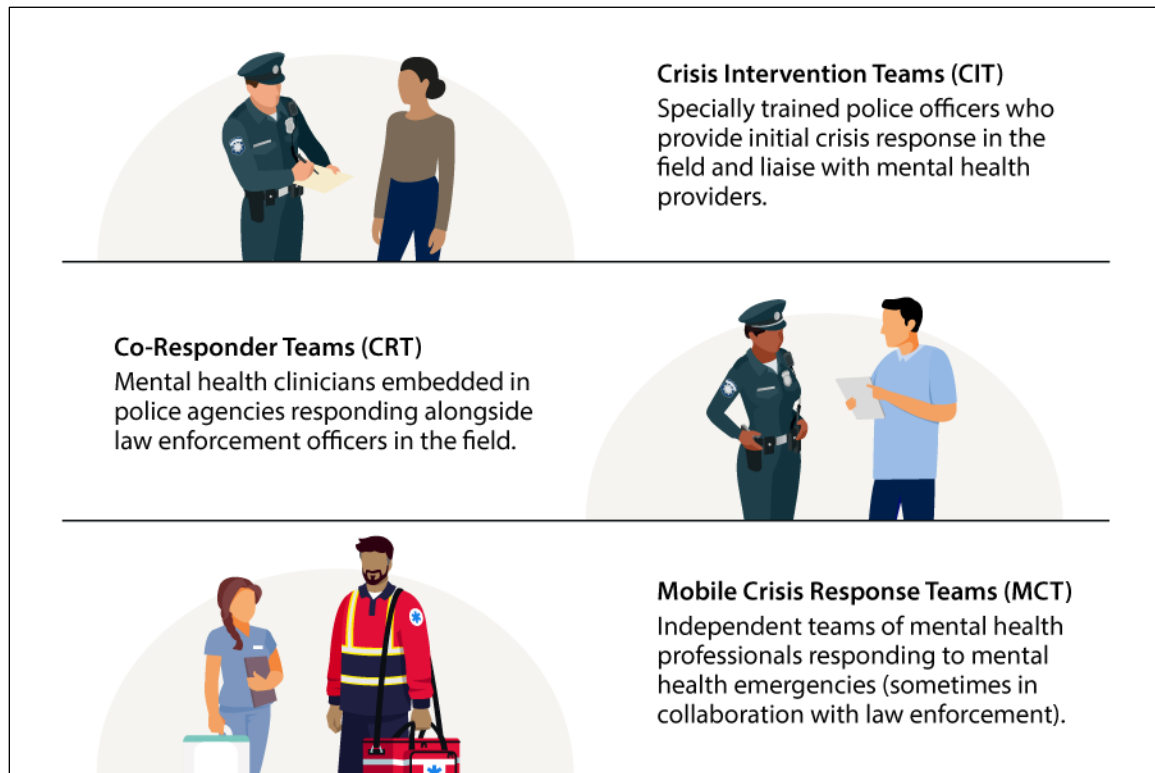 Crisis Intervention Teams (CIT)
Specially trained police officers who
provide initial crisis response in the
field and liaise with mental health
providers.
Co-Responder Teams (CRT)
Mental health clinicians embedded in
police agencies responding alongside
law enforcement officers in the field.
Mobile Crisis Response Teams (MCT)
Independent teams of mental health
professionals responding to mental
health emergencies (sometimes in
collaboration with law enforcement).